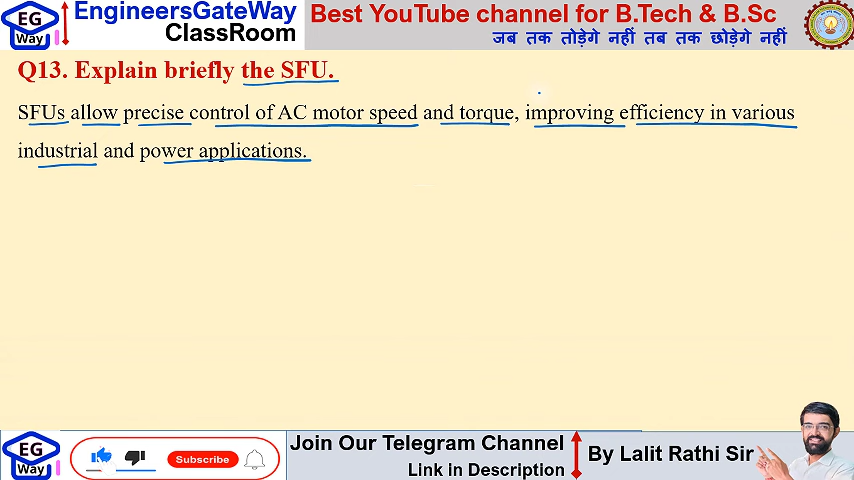 EG
Way
EngineersGateWay
ClassRoom
Best YouTube channel for B.Tech & B.Sc
जब तक तोड़ेगे नहीं तब तक छोड़ेगे नहीं
Q13. Explain briefly the SFU.
SFUs allow precise control of AC motor speed and torque, improving efficiency in various
industrial and power applications.
EG
Way
Subscribe
Join Our Telegram Channel
Link in Description
By Lalit Rathi Sir